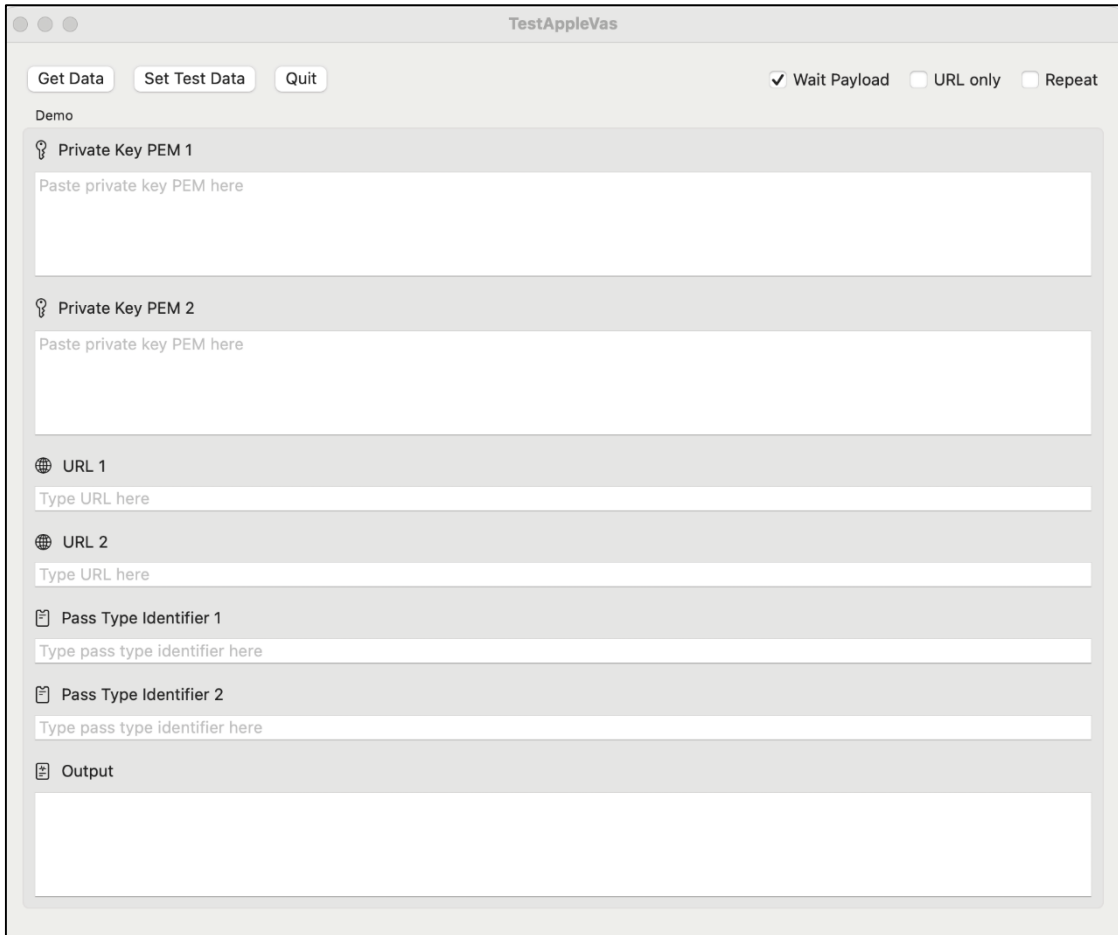 TestAppleVas
Get Data Set Test Data Quit Wait Payload URL only Repeat
Demo
Private Key PEM 1
Paste private key PEM here
Private Key PEM 2
Paste private key PEM here
URL 1
Type URL here
URL 2
Type URL here
Pass Type Identifier 1
Type pass type identifier here
Pass Type Identifier 2
Type pass type identifier here
Output